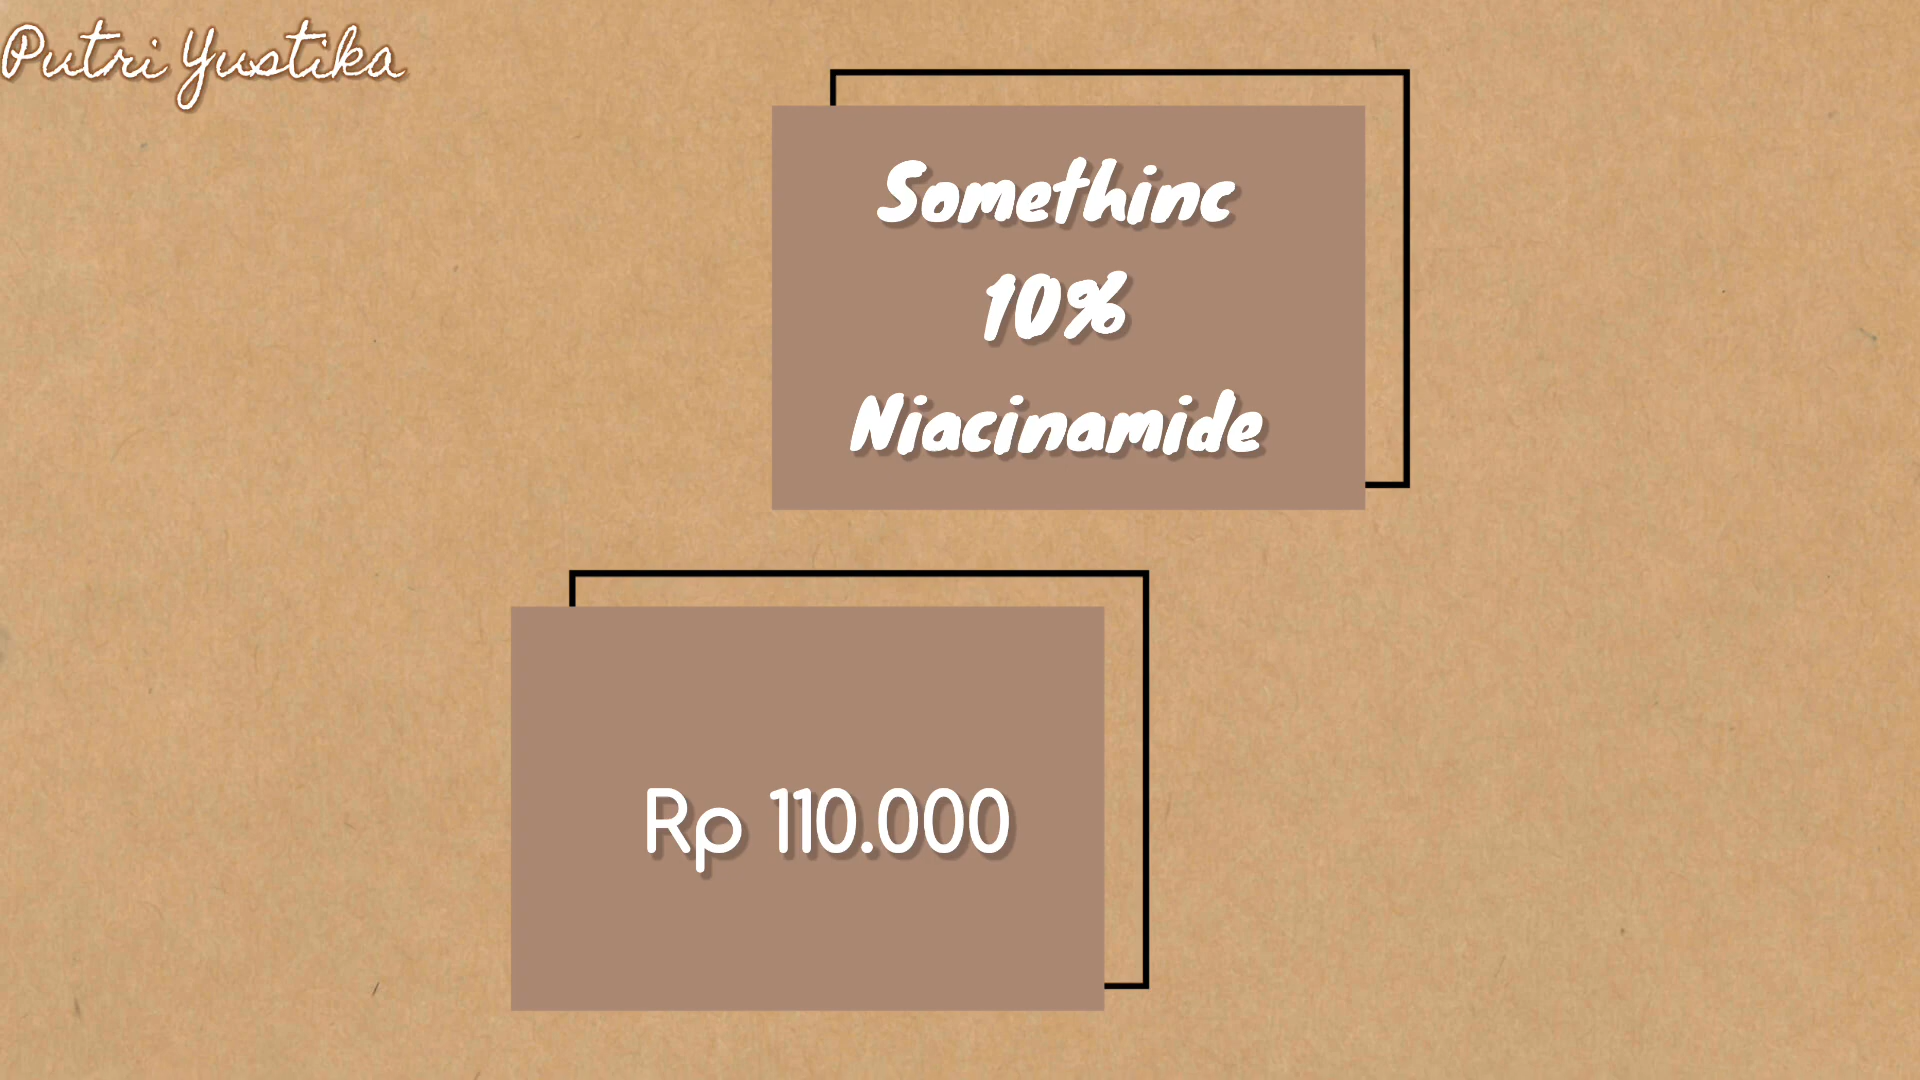 Putri Yustika
Somethinc
10%
Niacinamide
Rp 110.000